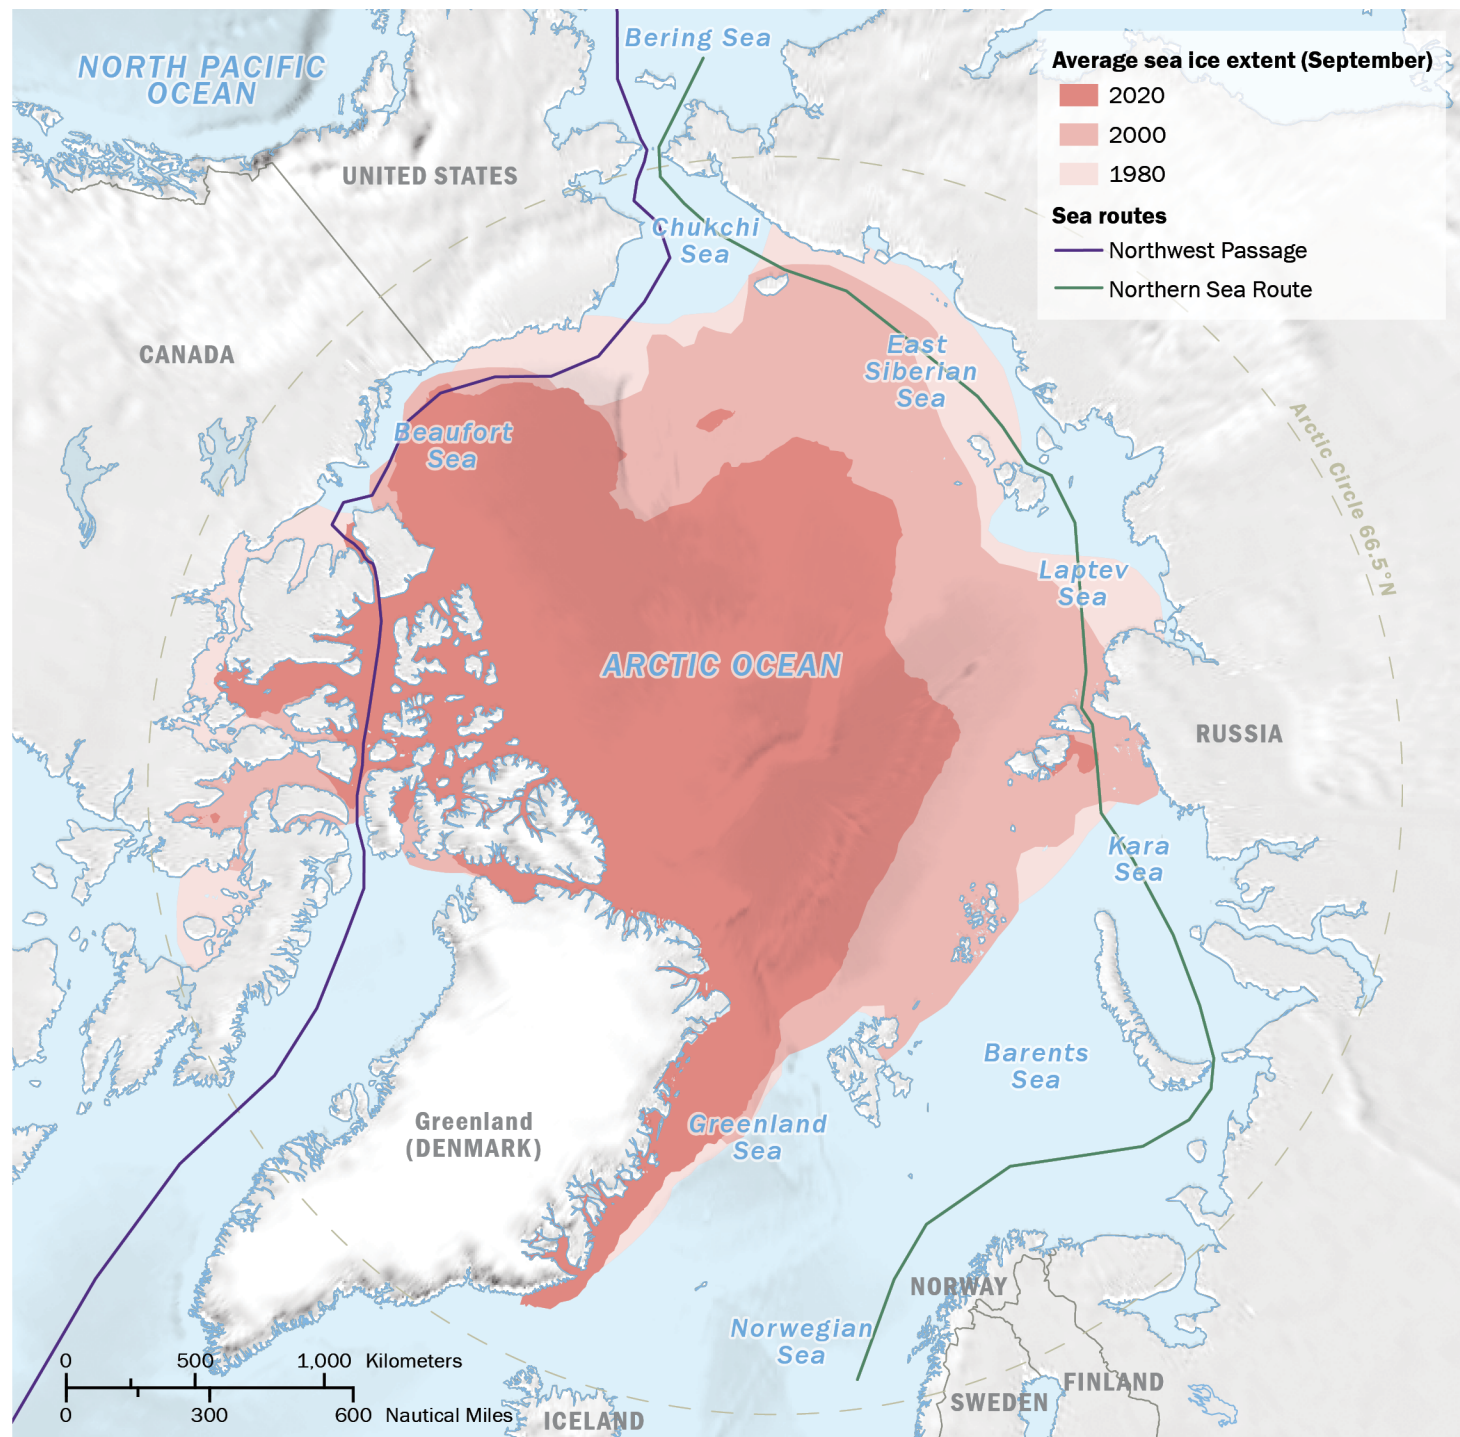 Bering Sea
NORTH PACIFIC
OCEAN
Average sea ice extent (September)
2020
2000
1980
Sea routes
Northwest Passage
Northern Sea Route
UNITED STATES
Chukchi
Sea
CANADA
East
Siberian
Sea
Beaufort
Sea
Arctic Circle 66.5°N
Laptev
Sea
ARCTIC OCEAN
RUSSIA
Kara
Sea
Barents
Sea
Greenland
(DENMARK)
Greenland
Sea
NORWAY
Norwegian
Sea
FINLAND
SWEDEN
ICELAND
0 500 1,000 Kilometers
0 300 600 Nautical Miles